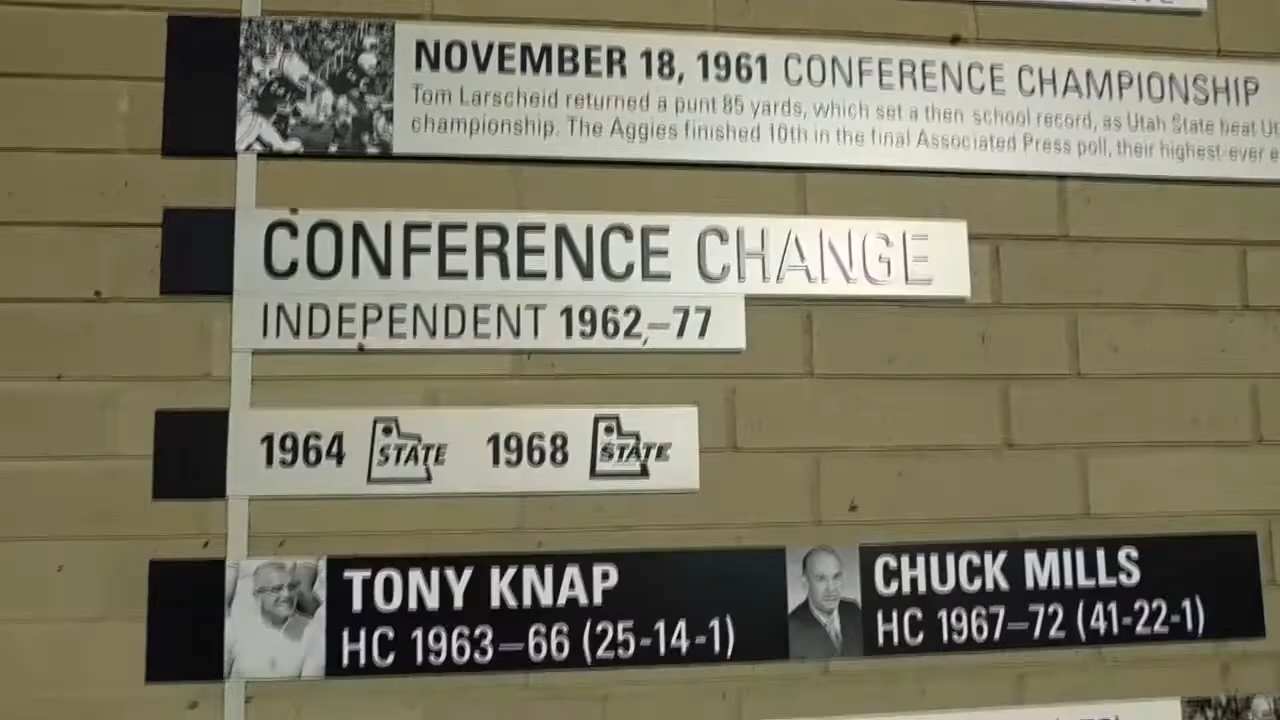 NOVEMBER 18, 1961 CONFERENCE CHAMPIONSHIP
Tom Larscheid returned a punt 85 yards, which set a then school record, as Utah State beat
championship. The Aggies finished 10th in the final Associated Press poll, their highest-ever
CONFERENCE CHANGE
INDEPENDENT 1962,–77
1964 STATE 1968 STATE
TONY KNAP
HC 1963–66 (25-14-1)
CHUCK MILLS
HC 1967–72 (41-22-1)